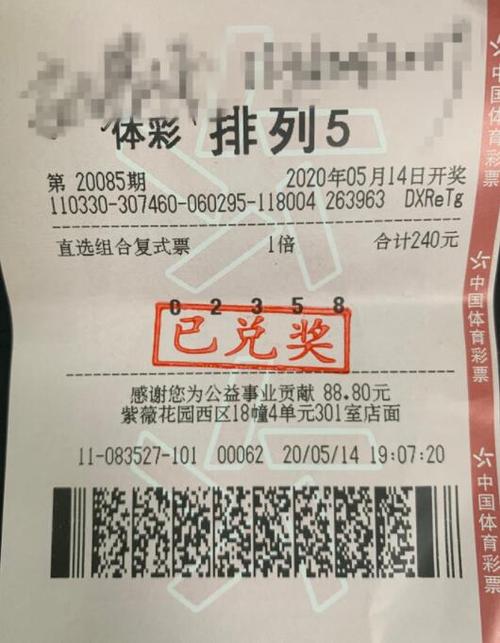 体彩 排列5
第 20085期 2020年05月14日开奖
110330-307460-060295-118004 263963 DXReTg
直选组合复式票 1倍 合计240元
0 2 3 5 8
已兑奖
感谢您为公益事业贡献 88.80元
紫薇花园西区18幢4单元301室店面
11-083527-101 00062 20/05/14 19:07:20
中国体育彩票
中国体育彩票
中国体育彩票